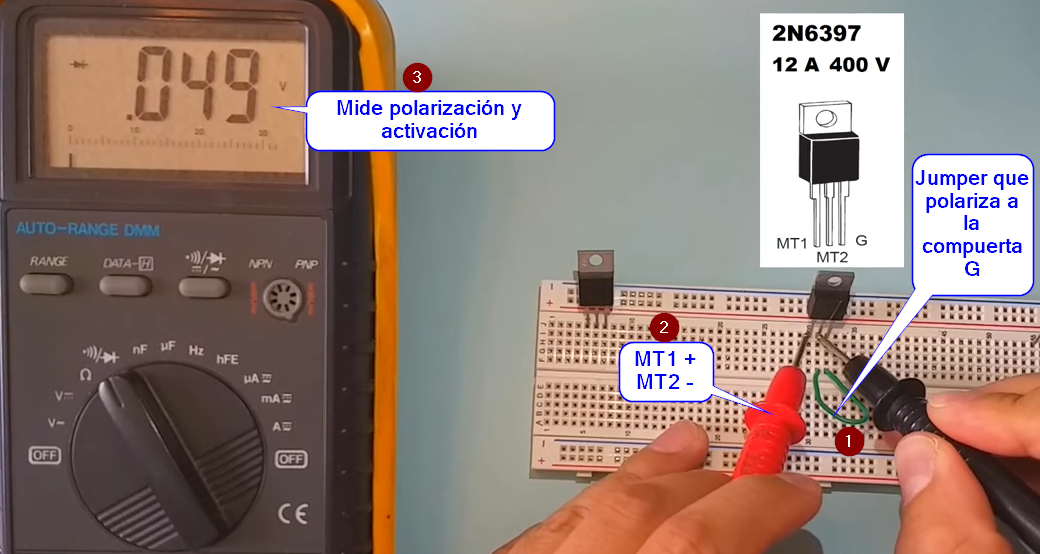 3
Mide polarización y
activación
.049
V
0 10 20 30
AUTO-RANGE DMM
RANGE
DATA-H
NPN
PNP
nF
µF
Hz
hFE
Ω
µA
mA
A
V
V~
OFF
OFF
CE
2N6397
12 A 400 V
MT1
G
MT2
Jumper que
polariza a
la
compuerta
G
2
MT1 +
MT2 -
1